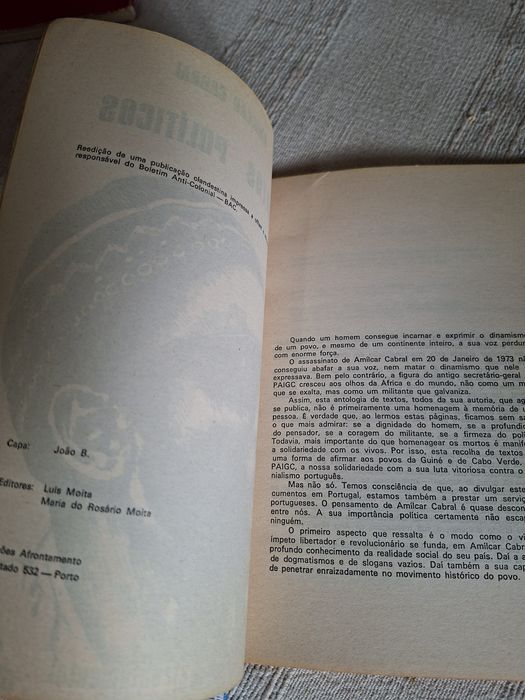 Reedição de uma publicação clandestina impressa a
responsável do Boletim Anti-Colonial — BAC.
Capa: João B.
Editores: Luís Moita
Maria do Rosário Moita
ões Afrontamento
tado 532 — Porto
Quando um homem consegue incarnar e exprimir o dinamismo
de um povo, e mesmo de um continente inteiro, a sua voz perdur
com enorme força.
O assassinato de Amílcar Cabral em 20 de Janeiro de 1973 nã
conseguiu abafar a sua voz, nem matar o dinamismo que nele
expressava. Bem pelo contrário, a figura do antigo secretário-geral
PAIGC cresceu aos olhos da África e do mundo, não como um m
que se exalta, mas como um militante que galvaniza.
Assim, esta antologia de textos, todos da sua autoria, que ag
se publica, não é primeiramente uma homenagem à memória de u
pessoa. É verdade que, ao lermos estas páginas, ficamos sem sa
o que mais admirar: se a dignidade do homem, se a profundid
do pensador, se a coragem do militante, se a firmeza do polí
Todavia, mais importante do que homenagear os mortos é manife
a solidariedade com os vivos. Por isso, esta recolha de textos
uma forma de afirmar aos povos da Guiné e de Cabo Verde,
PAIGC, a nossa solidariedade com a sua luta vitoriosa contra o
nialismo português.
Mas não só. Temos consciência de que, ao divulgar este
cumentos em Portugal, estamos também a prestar um serviç
portugueses. O pensamento de Amílcar Cabral é quase descon
entre nós. A sua importância política certamente não escar
ninguém.
O primeiro aspecto que ressalta é o modo como o vi
ímpeto libertador e revolucionário se funda, em Amílcar Cabr
profundo conhecimento da realidade social do seu país. Daí a a
de dogmatismos e de slogans vazios. Daí também a sua cap
de penetrar enraizadamente no movimento histórico do povo.